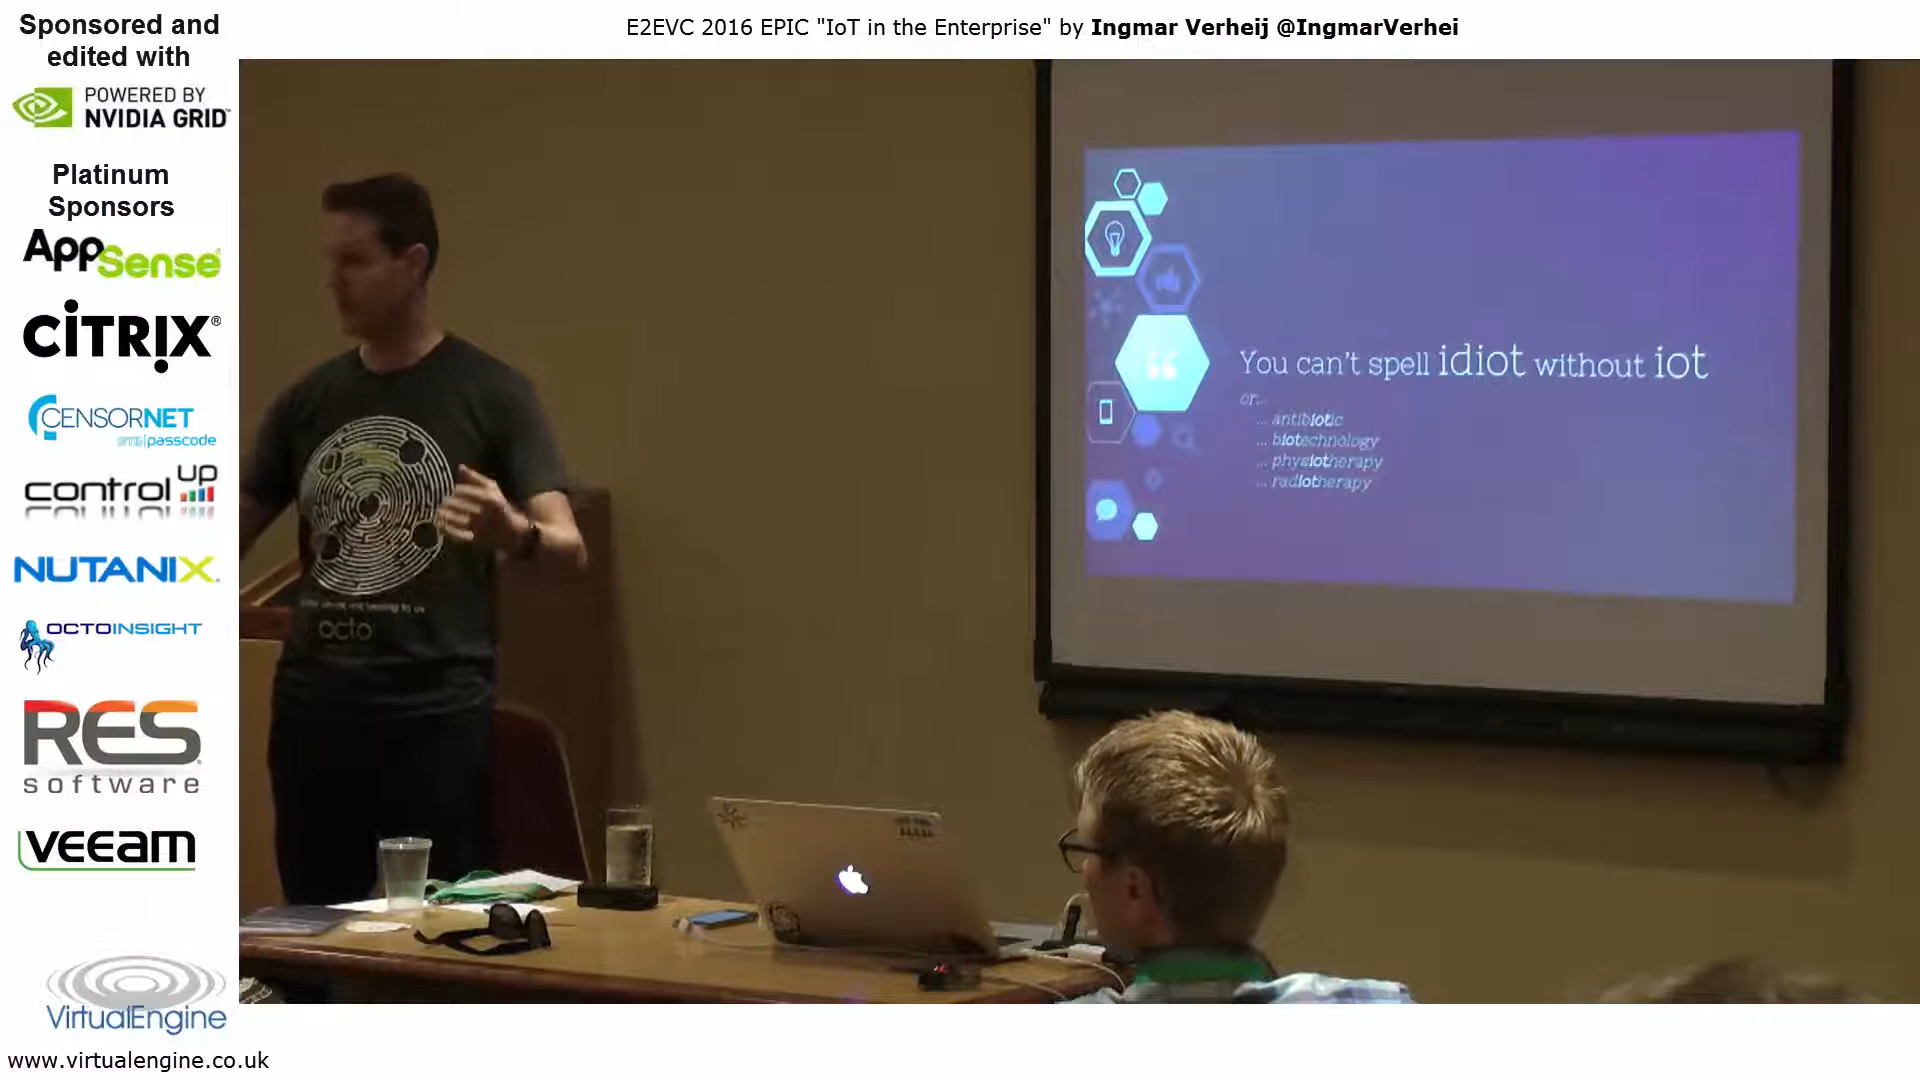 E2EVC 2016 EPIC "IoT in the Enterprise" by Ingmar Verheij @IngmarVerhei
Sponsored and
edited with
POWERED BY
NVIDIA GRID
Platinum
Sponsors
AppSense
CITRIX®
CENSORNET
passcode
control UP
NUTANIX
OCTOINSIGHT
RES
software
veeam
VirtualEngine
www.virtualengine.co.uk
You can't spell idiot without iot
or...
... antibiotic
... biotechnology
... physiotherapy
... radiotherapy
octo